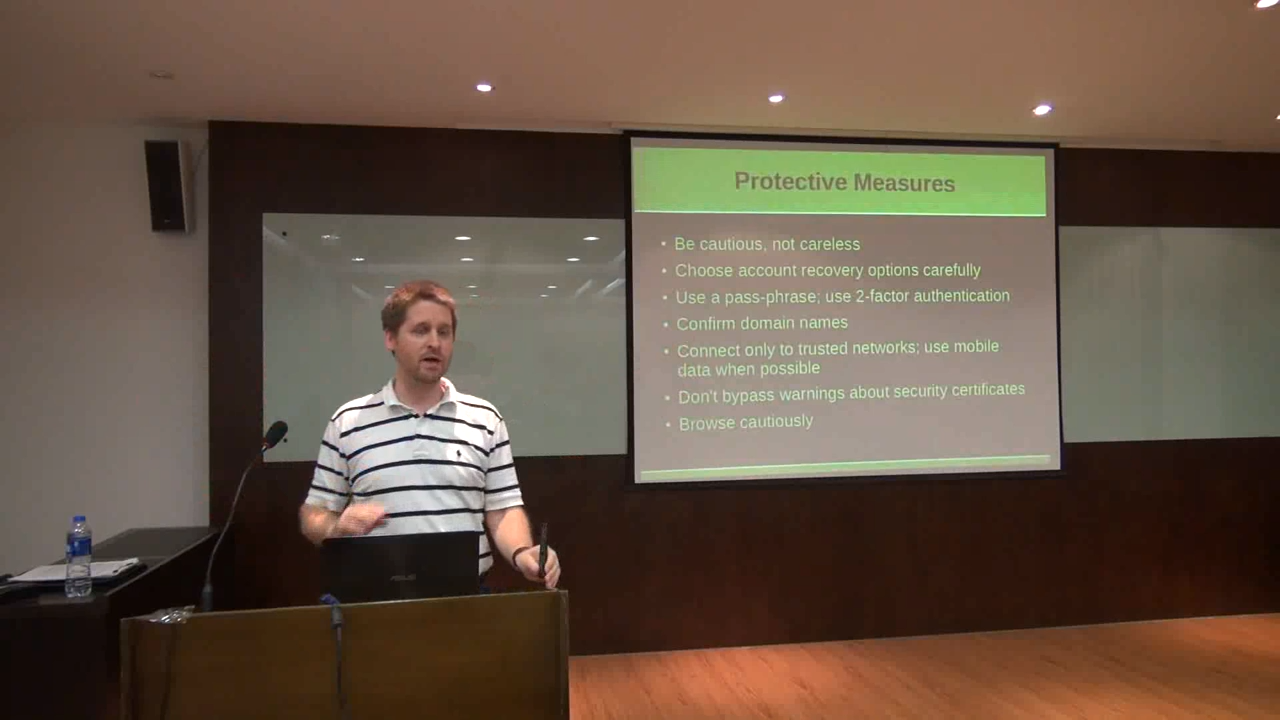 Protective Measures
• Be cautious, not careless
• Choose account recovery options carefully
• Use a pass-phrase; use 2-factor authentication
• Confirm domain names
• Connect only to trusted networks; use mobile
data when possible
• Don't bypass warnings about security certificates
• Browse cautiously
ASUS